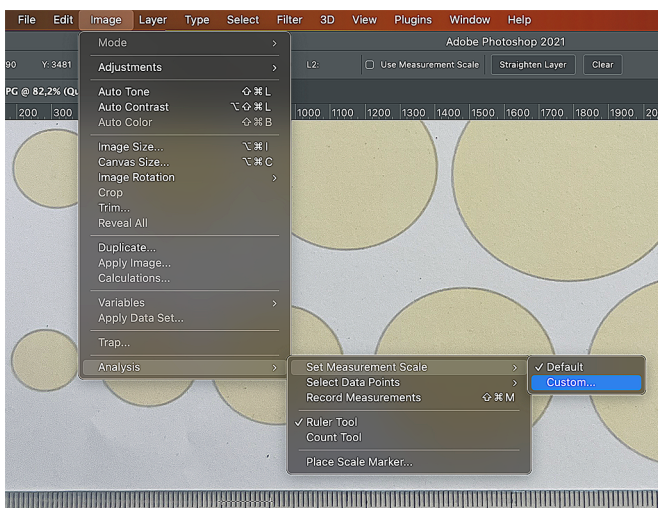 File Edit Image Layer Type Select Filter 3D View Plugins Window Help
Adobe Photoshop 2021
90 Y: 3481 L2: Use Measurement Scale Straighten Layer Clear
PG @ 82,2% (Qu
200 300 1000 1100 1200 1300 1400 1500 1600 1700 1800 1900 20
Mode
Adjustments
Auto Tone ⇧⌘L
Auto Contrast ⌥⇧⌘L
Auto Color ⇧⌘B
Image Size... ⌥⌘I
Canvas Size... ⌥⌘C
Image Rotation
Crop
Trim...
Reveal All
Duplicate...
Apply Image...
Calculations...
Variables
Apply Data Set...
Trap...
Analysis
Set Measurement Scale
Select Data Points
Record Measurements ⇧⌘M
✓ Ruler Tool
Count Tool
Place Scale Marker...
✓ Default
Custom...